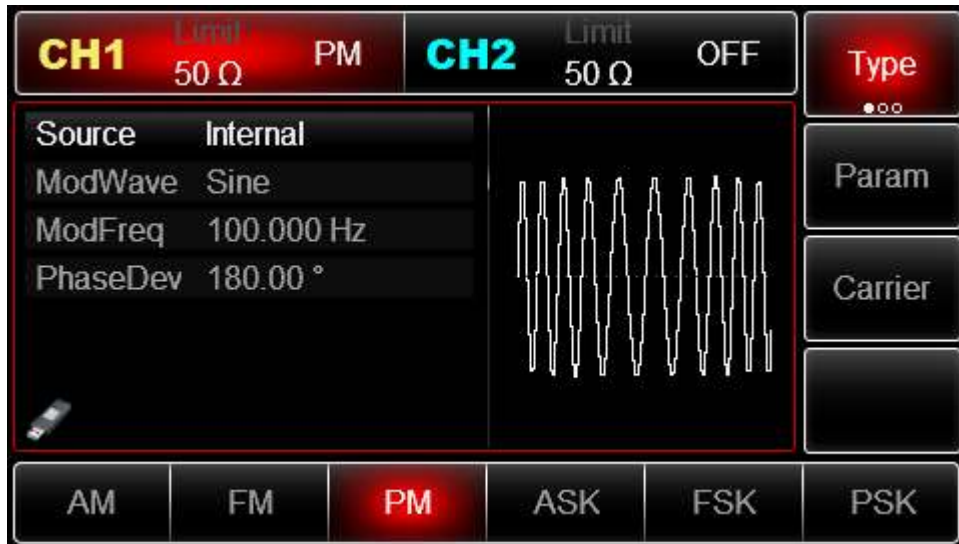 CH1 Limit 50 Ω PM CH2 Limit 50 Ω OFF
Type
Source Internal
ModWave Sine
ModFreq 100.000 Hz
PhaseDev 180.00 °
Param
Carrier
AM FM PM ASK FSK PSK